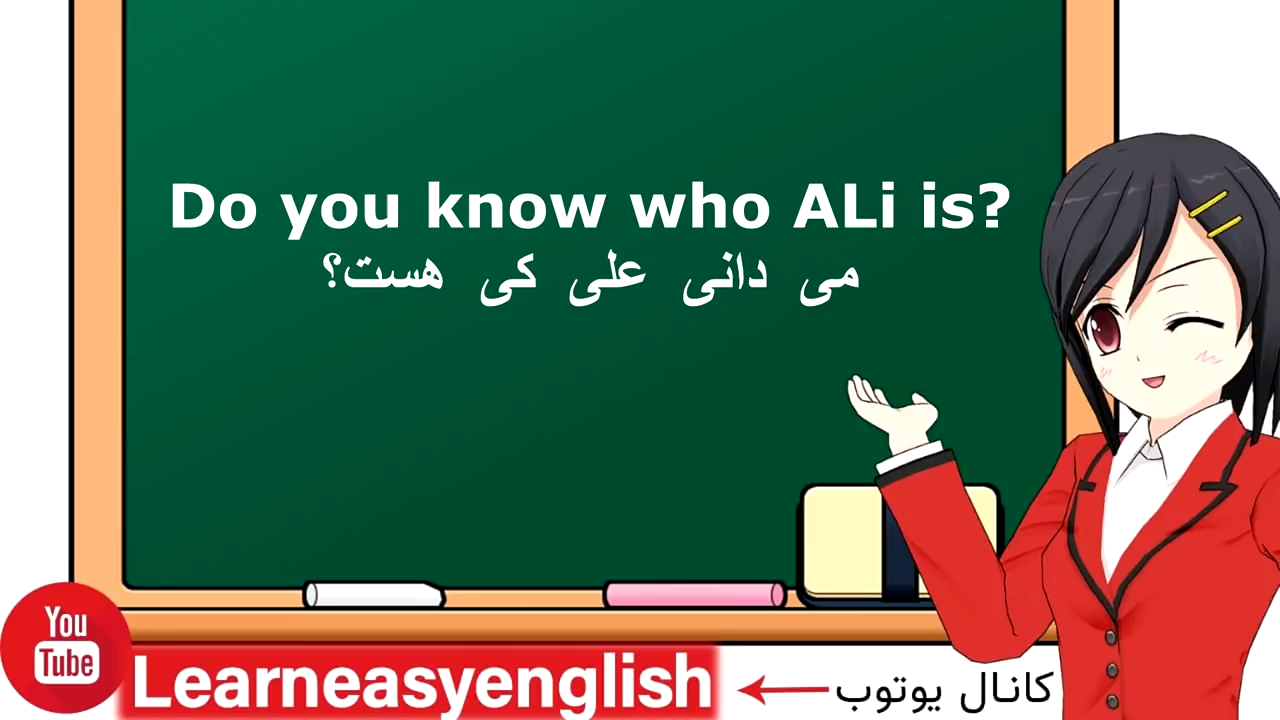 Do you know who ALi is?
می دانی علی کی هست؟
You
Tube
Learneasyenglish
کانال یوتوب